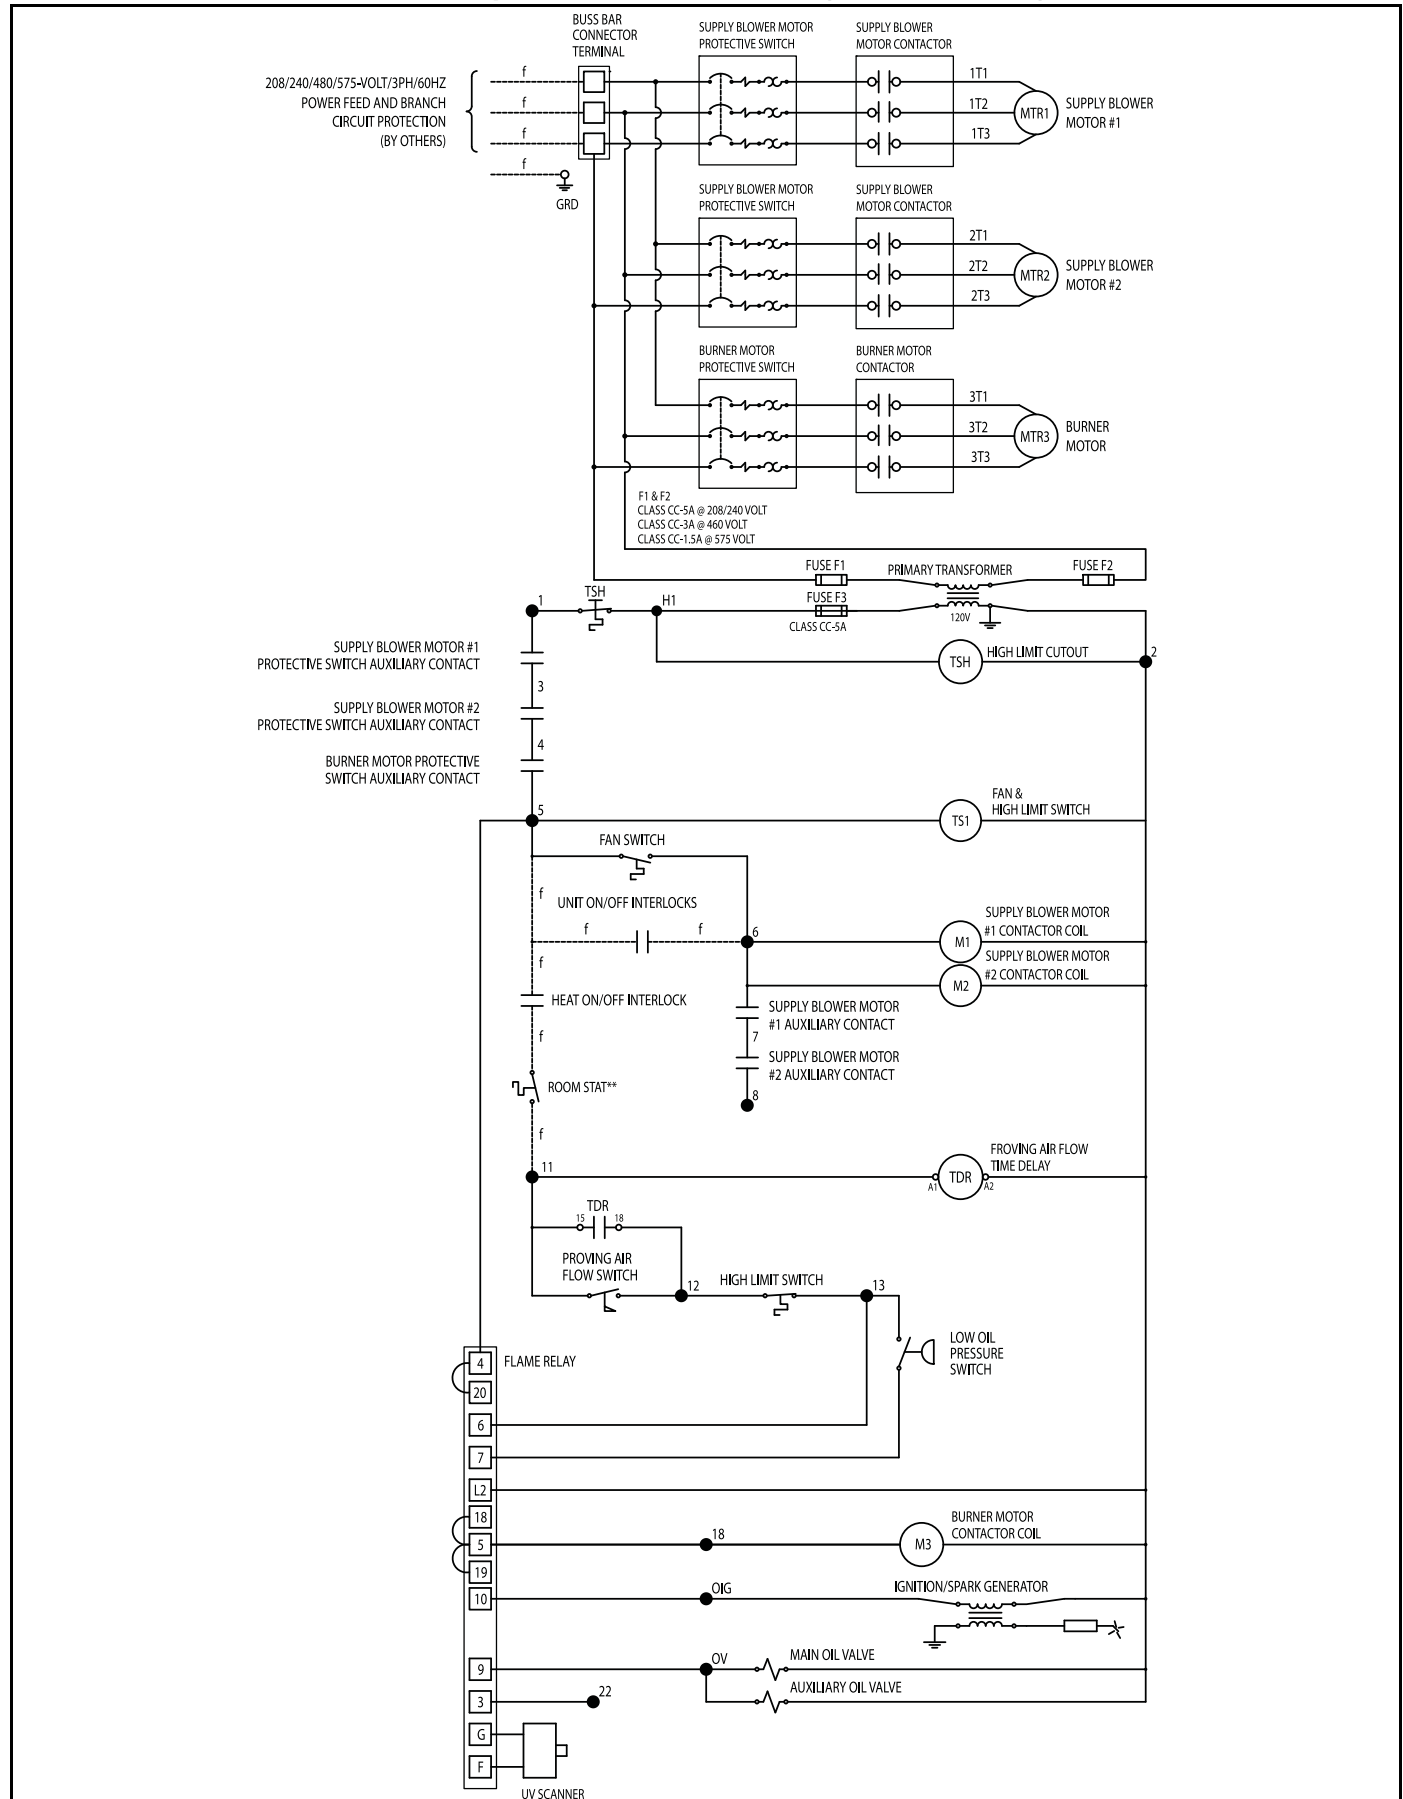 BUSS BAR
CONNECTOR
TERMINAL
SUPPLY BLOWER MOTOR
PROTECTIVE SWITCH
SUPPLY BLOWER
MOTOR CONTACTOR
208/240/480/575-VOLT/3PH/60HZ
POWER FEED AND BRANCH
CIRCUIT PROTECTION
(BY OTHERS)
f
f
f
f
GRD
1T1
1T2
1T3
MTR1
SUPPLY BLOWER
MOTOR #1
SUPPLY BLOWER MOTOR
PROTECTIVE SWITCH
SUPPLY BLOWER
MOTOR CONTACTOR
2T1
2T2
2T3
MTR2
SUPPLY BLOWER
MOTOR #2
BURNER MOTOR
PROTECTIVE SWITCH
BURNER MOTOR
CONTACTOR
3T1
3T2
3T3
MTR3
BURNER
MOTOR
F1 & F2
CLASS CC-5A @ 208/240 VOLT
CLASS CC-3A @ 460 VOLT
CLASS CC-1.5A @ 575 VOLT
FUSE F1
PRIMARY TRANSFORMER
FUSE F2
1
TSH
H1
FUSE F3
CLASS CC-5A
120V
SUPPLY BLOWER MOTOR #1
PROTECTIVE SWITCH AUXILIARY CONTACT
TSH
HIGH LIMIT CUTOUT
2
3
SUPPLY BLOWER MOTOR #2
PROTECTIVE SWITCH AUXILIARY CONTACT
4
BURNER MOTOR PROTECTIVE
SWITCH AUXILIARY CONTACT
5
TS1
FAN &
HIGH LIMIT SWITCH
FAN SWITCH
f
UNIT ON/OFF INTERLOCKS
f
f
6
M1
SUPPLY BLOWER MOTOR
#1 CONTACTOR COIL
f
M2
SUPPLY BLOWER MOTOR
#2 CONTACTOR COIL
HEAT ON/OFF INTERLOCK
SUPPLY BLOWER MOTOR
#1 AUXILIARY CONTACT
f
7
SUPPLY BLOWER MOTOR
#2 AUXILIARY CONTACT
ROOM STAT**
8
f
11
A1
TDR
A2
FROVING AIR FLOW
TIME DELAY
TDR
15
18
PROVING AIR
FLOW SWITCH
12
HIGH LIMIT SWITCH
13
LOW OIL
PRESSURE
SWITCH
4
FLAME RELAY
20
6
7
L2
18
5
18
M3
BURNER MOTOR
CONTACTOR COIL
19
10
OIG
IGNITION/SPARK GENERATOR
9
OV
MAIN OIL VALVE
AUXILIARY OIL VALVE
3
22
G
F
UV SCANNER